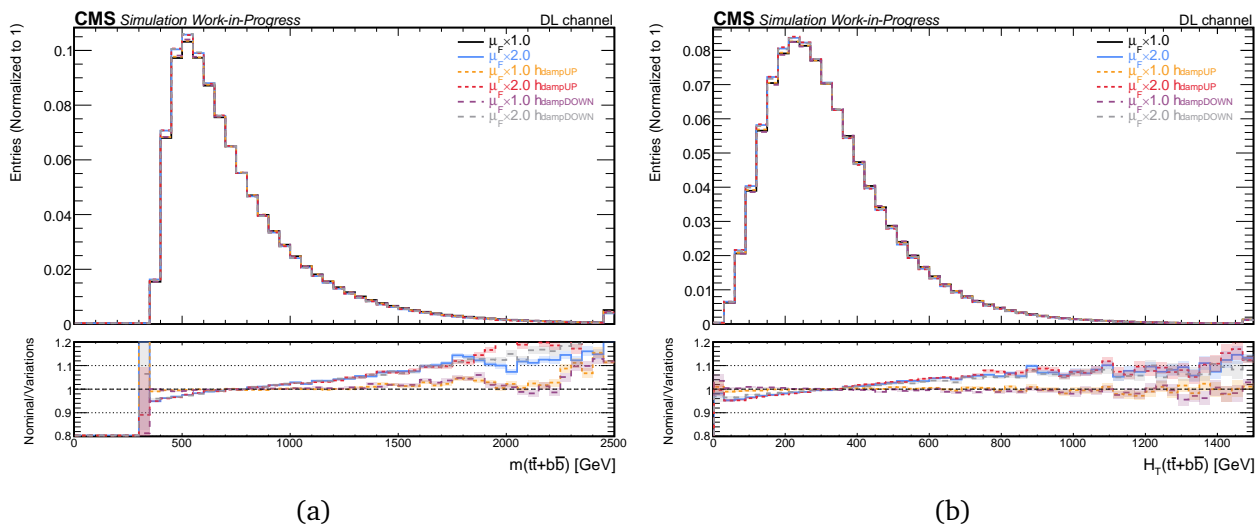 CMS Simulation Work-in-Progress DL channel
Entries (Normalized to 1)
0.1
0.08
0.06
0.04
0.02
0
μF×1.0
μF×2.0
μF×1.0 hdampUP
μF×2.0 hdampUP
μF×1.0 hdampDOWN
μF×2.0 hdampDOWN
Nominal/Variations
1.2
1.1
1
0.9
0.8
0 500 1000 1500 2000 2500
m(tt̄+bb̄) [GeV]
(a)
CMS Simulation Work-in-Progress DL channel
Entries (Normalized to 1)
0.08
0.07
0.06
0.05
0.04
0.03
0.02
0.01
0
μF×1.0
μF×2.0
μF×1.0 hdampUP
μF×2.0 hdampUP
μF×1.0 hdampDOWN
μF×2.0 hdampDOWN
Nominal/Variations
1.2
1.1
1
0.9
0.8
0 200 400 600 800 1000 1200 1400
HT(tt̄+bb̄) [GeV]
(b)